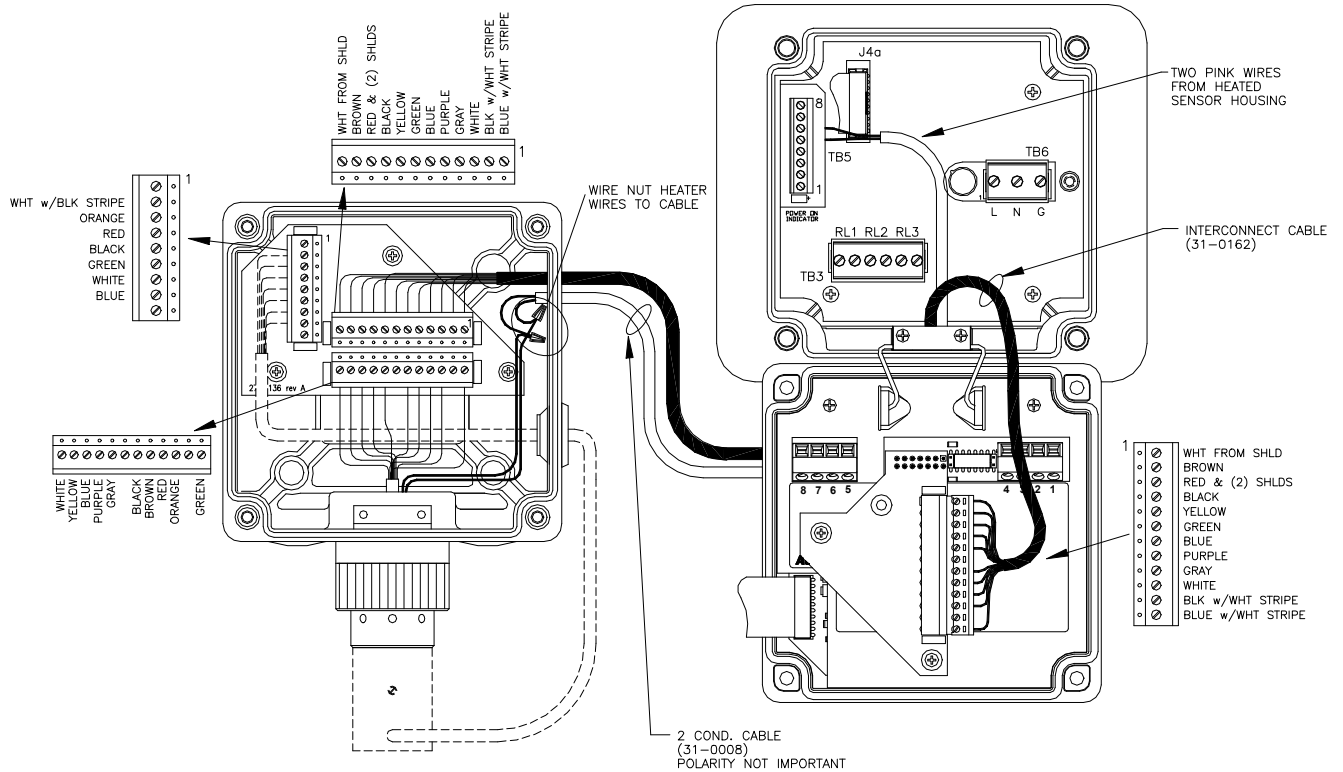 WHT FROM SHLD
BROWN
RED & (2) SHLDS
BLACK
YELLOW
GREEN
BLUE
PURPLE
GRAY
WHITE
BLK w/WHT STRIPE
BLUE w/WHT STRIPE
1
1
WHT w/BLK STRIPE
ORANGE
RED
BLACK
GREEN
WHITE
BLUE
WIRE NUT HEATER
WIRES TO CABLE
1
1
136 rev A
WHITE
YELLOW
BLUE
PURPLE
GRAY
BLACK
BROWN
RED
ORANGE
GREEN
J4a
8
TB5
1
POWER ON
INDICATOR
TWO PINK WIRES
FROM HEATED
SENSOR HOUSING
TB6
1
L N G
RL1 RL2 RL3
TB3
INTERCONNECT CABLE
(31-0162)
8 7 6 5
4 3 2 1
1
WHT FROM SHLD
BROWN
RED & (2) SHLDS
BLACK
YELLOW
GREEN
BLUE
PURPLE
GRAY
WHITE
BLK w/WHT STRIPE
BLUE w/WHT STRIPE
2 COND. CABLE
(31-0008)
POLARITY NOT IMPORTANT